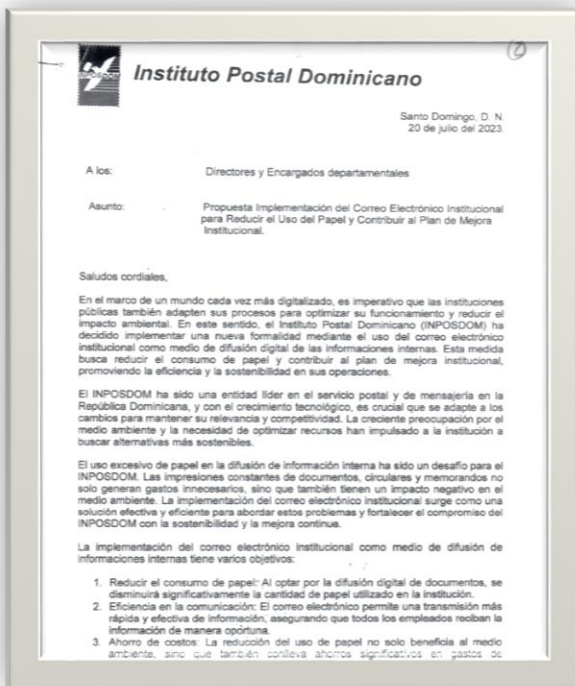 INPOSDOM
Instituto Postal Dominicano
Santo Domingo, D. N.
20 de julio del 2023
A los: Directores y Encargados departamentales
Asunto: Propuesta Implementación del Correo Electrónico Institucional
para Reducir el Uso del Papel y Contribuir al Plan de Mejora
Institucional.
Saludos cordiales,
En el marco de un mundo cada vez más digitalizado, es imperativo que las instituciones
públicas también adapten sus procesos para optimizar su funcionamiento y reducir el
impacto ambiental. En este sentido, el Instituto Postal Dominicano (INPOSDOM) ha
decidido implementar una nueva formalidad mediante el uso del correo electrónico
institucional como medio de difusión digital de las informaciones internas. Esta medida
busca reducir el consumo de papel y contribuir al plan de mejora institucional,
promoviendo la eficiencia y la sostenibilidad en sus operaciones.
El INPOSDOM ha sido una entidad líder en el servicio postal y de mensajería en la
República Dominicana, y con el crecimiento tecnológico, es crucial que se adapte a los
cambios para mantener su relevancia y competitividad. La creciente preocupación por el
medio ambiente y la necesidad de optimizar recursos han impulsado a la institución a
buscar alternativas más sostenibles.
El uso excesivo de papel en la difusión de información interna ha sido un desafío para el
INPOSDOM. Las impresiones constantes de documentos, circulares y memorandos no
solo generan gastos innecesarios, sino que también tienen un impacto negativo en el
medio ambiente. La implementación del correo electrónico institucional surge como una
solución efectiva y eficiente para abordar estos problemas y fortalecer el compromiso del
INPOSDOM con la sostenibilidad y la mejora continua.
La implementación del correo electrónico institucional como medio de difusión de
informaciones internas tiene varios objetivos:
1. Reducir el consumo de papel: Al optar por la difusión digital de documentos, se
disminuirá significativamente la cantidad de papel utilizado en la institución.
2. Eficiencia en la comunicación: El correo electrónico permite una transmisión más
rápida y efectiva de información, asegurando que todos los empleados reciban la
información de manera oportuna.
3. Ahorro de costos: La reducción del uso de papel no solo beneficia al medio
ambiente, sino que también conlleva ahorros significativos en gastos de